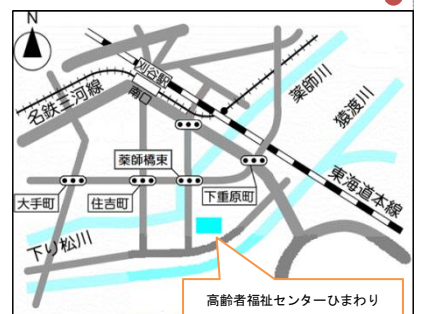 N
刈谷駅
南口
名鉄三河線
薬師川
猿渡川
薬師橋東
大手町
住吉町
下重原町
東海道本線
下り松川
高齢者福祉センターひまわり